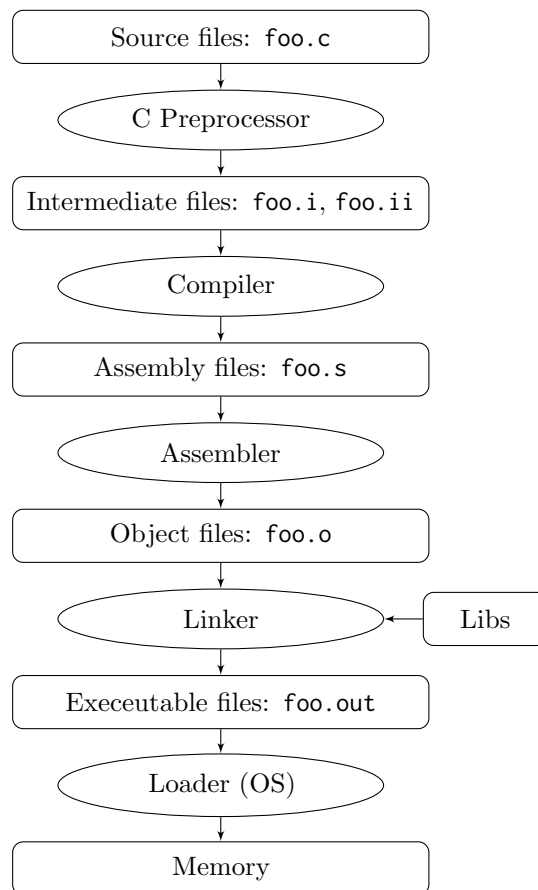 Source files: foo.c
C Preprocessor
Intermediate files: foo.i, foo.ii
Compiler
Assembly files: foo.s
Assembler
Object files: foo.o
Linker
Libs
Exeecutable files: foo.out
Loader (OS)
Memory